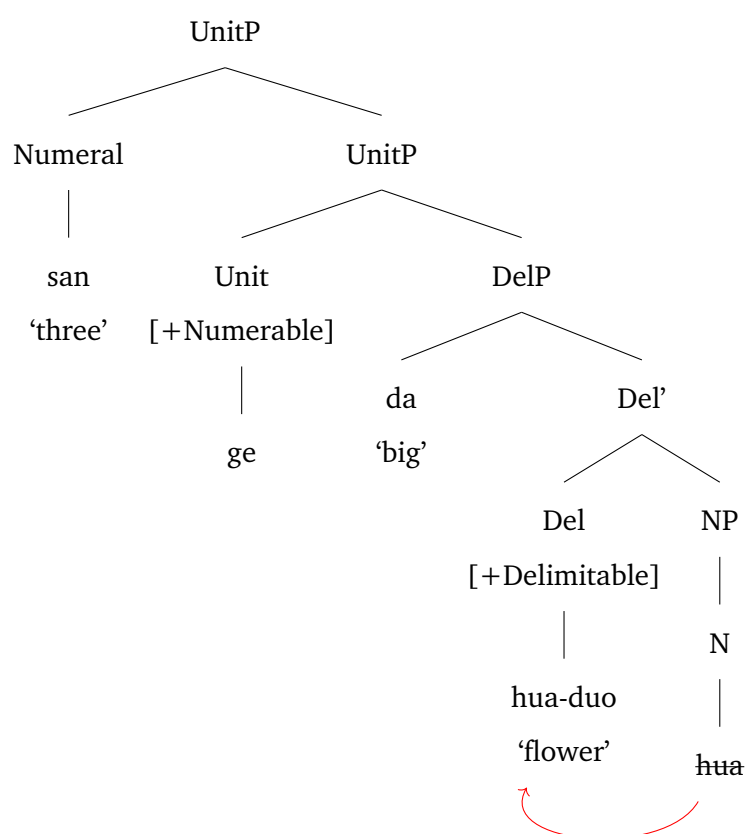 UnitP
Numeral UnitP
san Unit DelP
‘three’ [+Numerable]
da Del’
ge ‘big’
Del NP
[+Delimitable]
N
hua-duo
‘flower’ hua